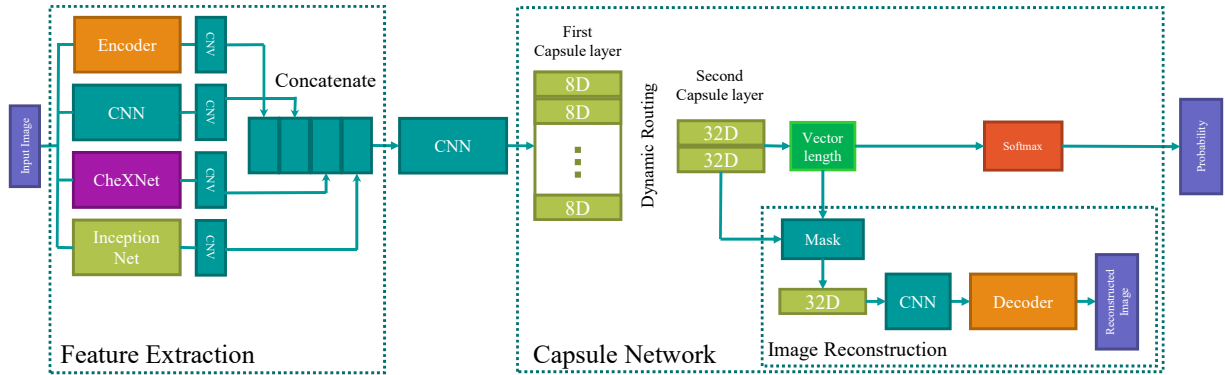 Input Image
Encoder
CNV
CNN
CNV
CheXNet
CNV
Inception
Net
CNV
Concatenate
Feature Extraction
CNN
First
Capsule layer
8D
8D
8D
Dynamic Routing
Second
Capsule layer
32D
32D
Vector
length
Softmax
Probability
Mask
32D
CNN
Decoder
Reconstructed
Image
Image Reconstruction
Capsule Network